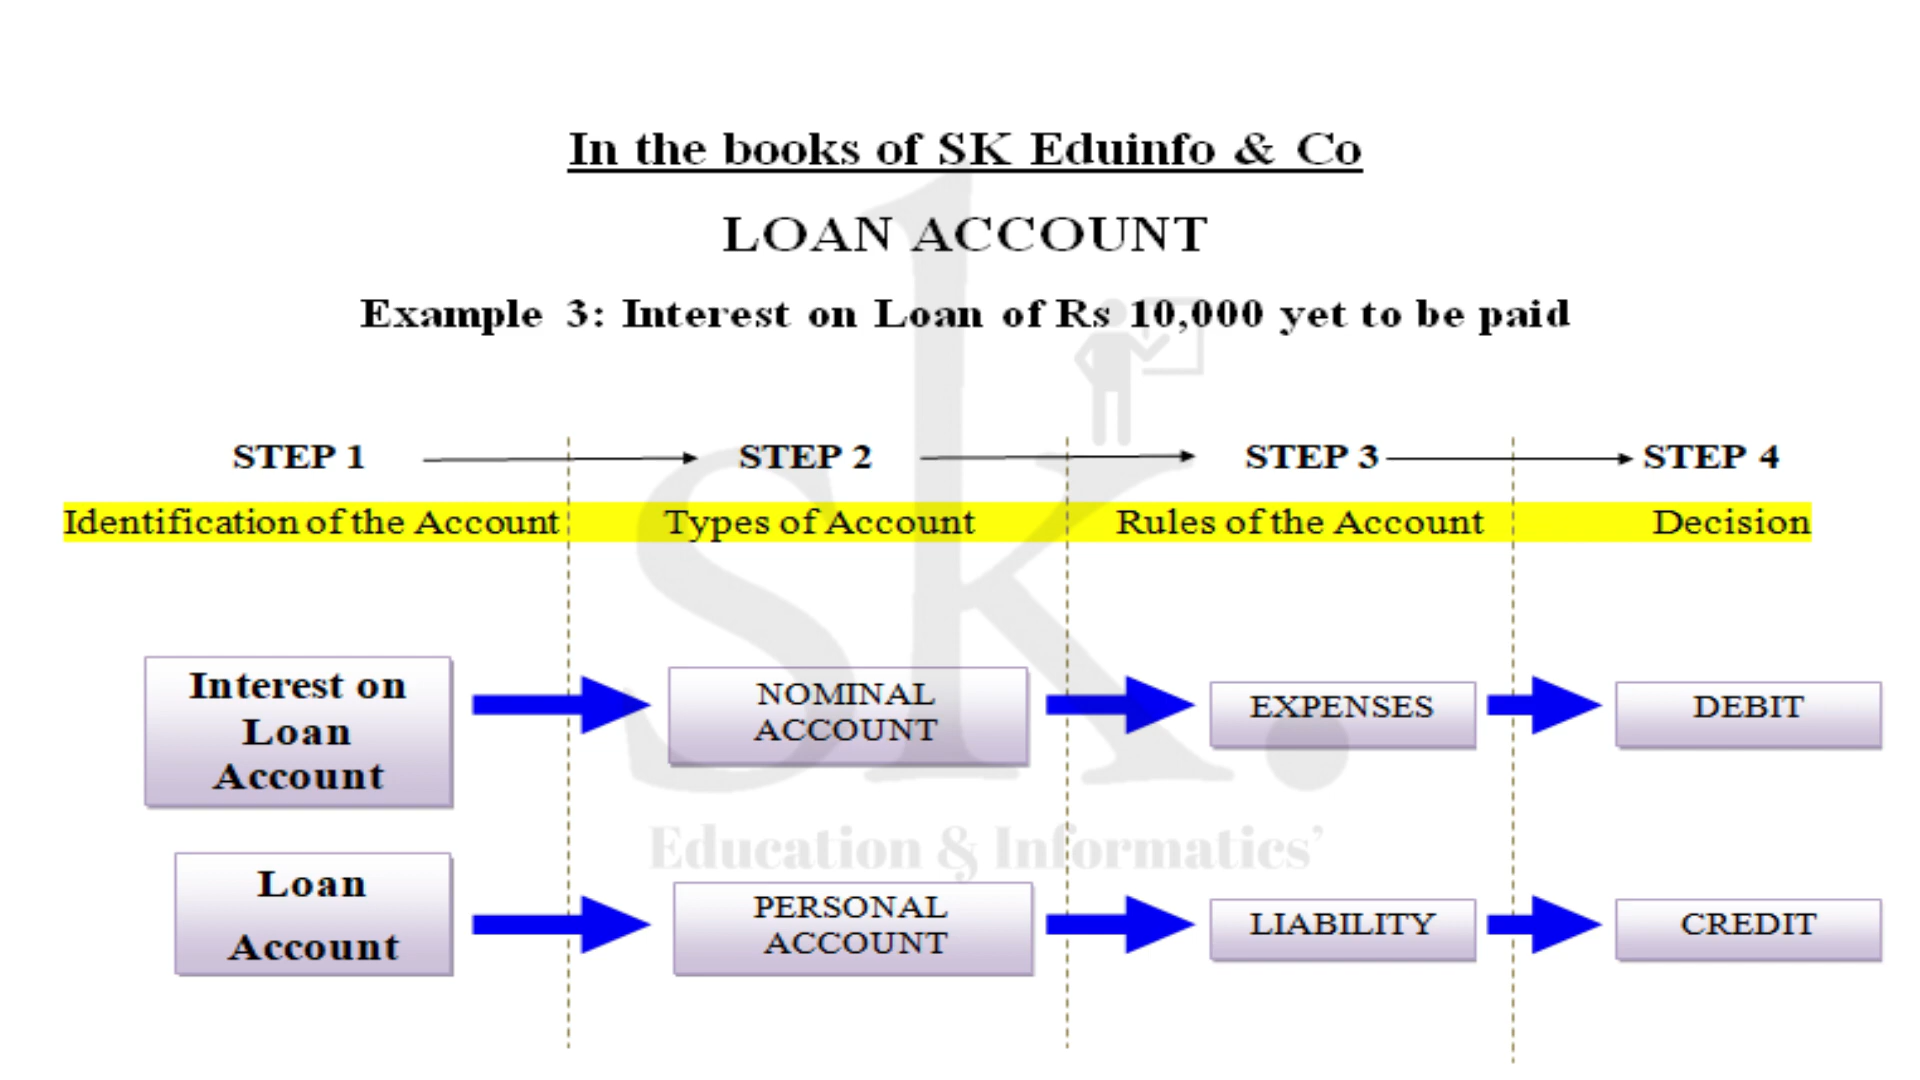 In the books of SK Eduinfo & Co
LOAN ACCOUNT
Example 3: Interest on Loan of Rs 10,000 yet to be paid
STEP 1
STEP 2
STEP 3
STEP 4
Identification of the Account
Types of Account
Rules of the Account
Decision
Interest on
Loan
Account
NOMINAL
ACCOUNT
EXPENSES
DEBIT
Loan
Account
PERSONAL
ACCOUNT
LIABILITY
CREDIT
sk.
Education & Informatics’